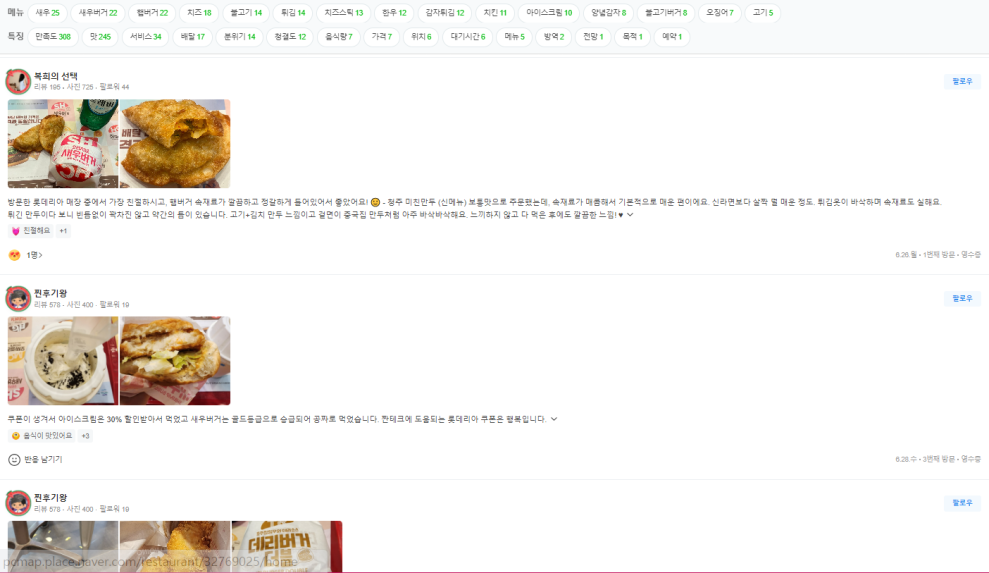 메뉴 새우 25 새우버거 22 햄버거 22 치즈 18 불고기 14 튀김 14 치즈스틱 13 한우 12 감자튀김 12 치킨 11 아이스크림 10 양념감자 8 불고기버거 8 오징어 7 고기 5
특징 만족도 308 맛 245 서비스 34 배달 17 분위기 14 청결도 12 음식량 7 가격 7 위치 6 대기시간 6 메뉴 5 방역 2 전망 1 목적 1 예약 1
복희의 선택
팔로우
리뷰 195 · 사진 725 · 팔로워 44
새우버거
배달
방문한 롯데리아 매장 중에서 가장 친절하시고, 햄버거 속재료가 깔끔하고 정갈하게 들어있어서 좋았어요! - 청주 미친만두 (신메뉴) 보통맛으로 주문했는데, 속재료가 매콤해서 기본적으로 매운 편이에요. 신라면보다 살짝 덜 매운 정도. 튀김옷이 바삭하며 속재료도 실해요.
튀긴 만두이다 보니 빈틈없이 꽉차진 않고 약간의 틈이 있습니다. 고기+김치 만두 느낌이고 겉면이 중국집 만두처럼 아주 바삭바삭해요. 느끼하지 않고 다 먹은 후에도 깔끔한 느낌! ♥
친절해요 +1
1명>
6.26.월 · 1번째 방문 · 영수증
찐후기왕
팔로우
리뷰 578 · 사진 400 · 팔로워 19
쿠폰이 생겨서 아이스크림은 30% 할인받아서 먹었고 새우버거는 골드등급으로 승급되어 공짜로 먹었습니다. 짠테크에 도움되는 롯데리아 쿠폰은 행복입니다.
음식이 맛있어요 +3
반응 남기기
6.28.수 · 3번째 방문 · 영수증
찐후기왕
팔로우
리뷰 578 · 사진 400 · 팔로워 19
데리버거
더블
pcmap.place.naver.com/restaurant/32769025/home